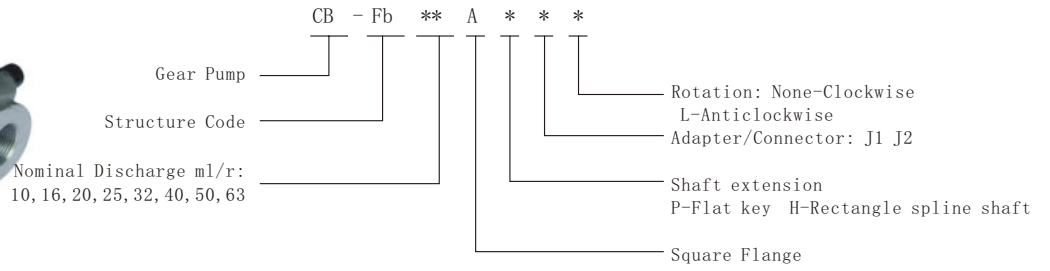 CB - Fb ** A * * *
Gear Pump
Structure Code
Nominal Discharge ml/r:
10, 16, 20, 25, 32, 40, 50, 63
Rotation: None-Clockwise
L-Anticlockwise
Adapter/Connector: J1 J2
Shaft extension
P-Flat key H-Rectangle spline shaft
Square Flange